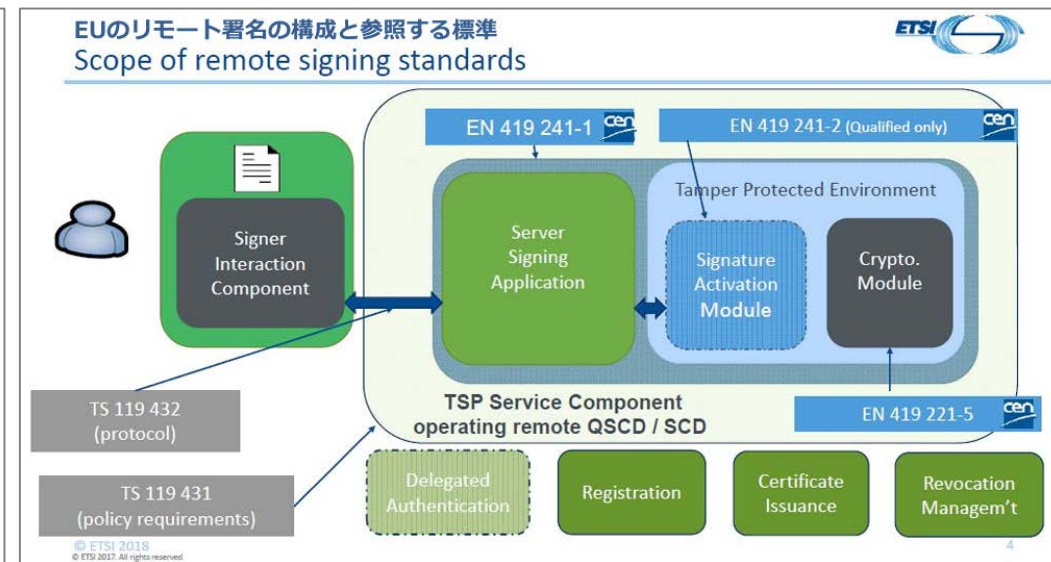 EUのリモート署名の構成と参照する標準
Scope of remote signing standards
ETSI
EN 419 241-1
cen
EN 419 241-2 (Qualified only)
cen
Tamper Protected Environment
Signer
Interaction
Component
Server
Signing
Application
Signature
Activation
Module
Crypto.
Module
TS 119 432
(protocol)
TSP Service Component
operating remote QSCD / SCD
EN 419 221-5
cen
TS 119 431
(policy requirements)
Delegated
Authentication
Registration
Certificate
Issuance
Revocation
Managem't
© ETSI 2018
© ETSI 2017. All rights reserved
4